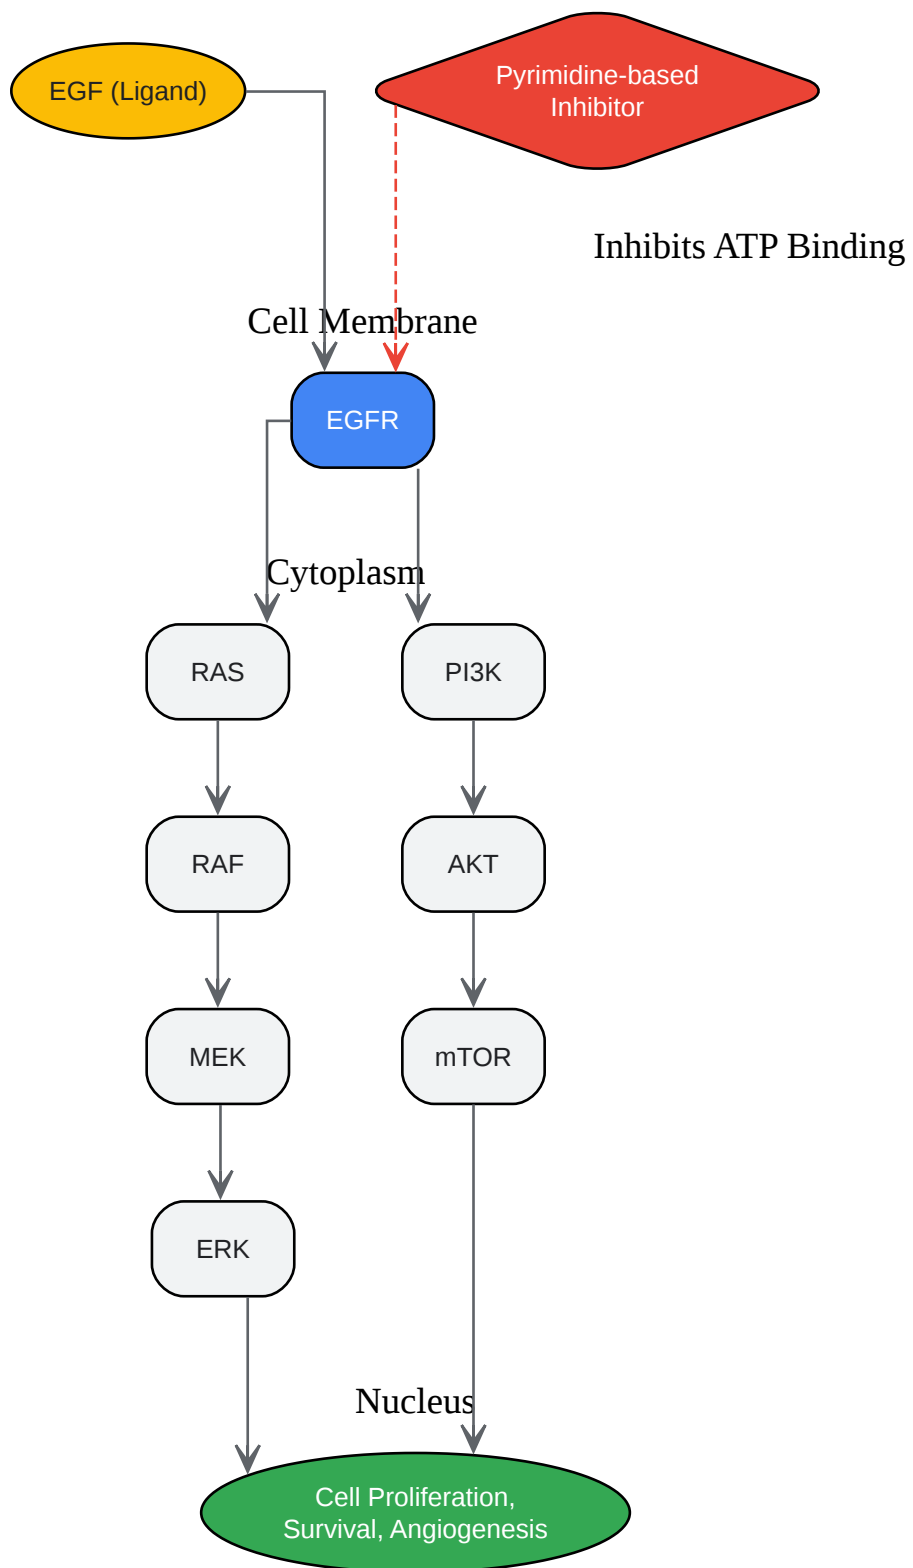 EGF (Ligand)
Pyrimidine-based
Inhibitor
Inhibits ATP Binding
Cell Membrane
EGFR
Cytoplasm
RAS
PI3K
RAF
AKT
MEK
mTOR
ERK
Nucleus
Cell Proliferation,
Survival, Angiogenesis